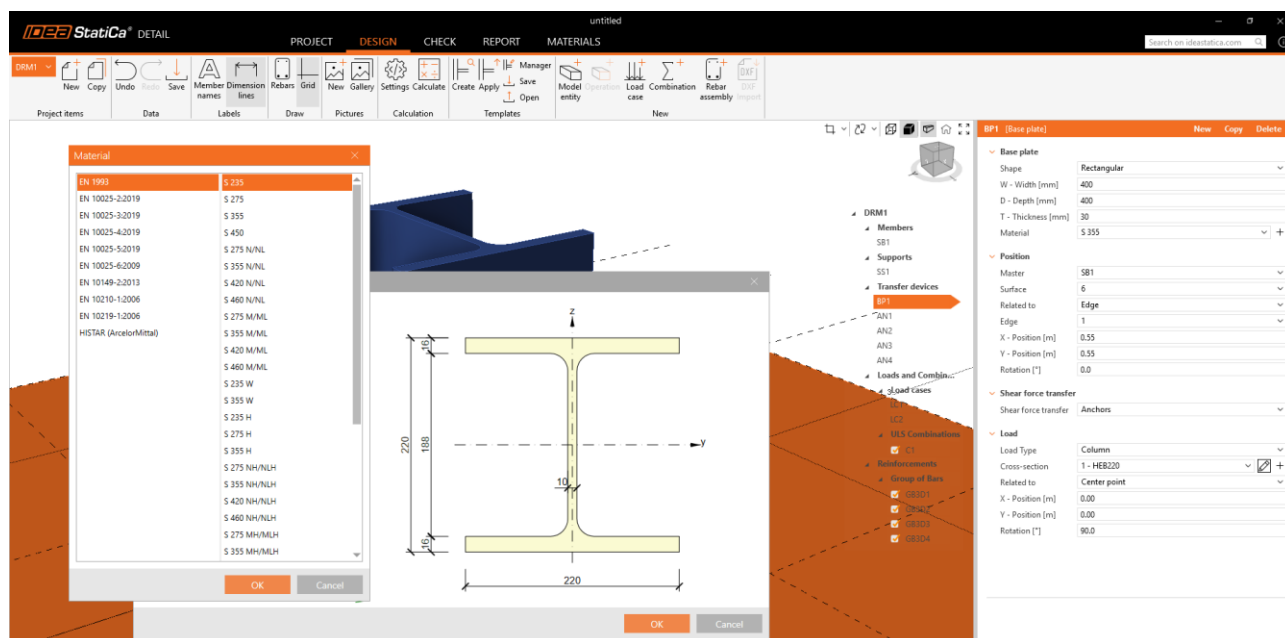 untitled
IDEA StatiCa® DETAIL
PROJECT DESIGN CHECK REPORT MATERIALS
Search on ideastatica.com
DRM1
New Copy Undo Redo Save Member names Dimension lines Rebars Grid New Gallery Settings Calculate Create Apply Manager Save Open Model entity Operation Load case Combination Rebar assembly DXF Import
Project items Data Labels Draw Pictures Calculation Templates New
Material
EN 1993
EN 10025-2:2019
EN 10025-3:2019
EN 10025-4:2019
EN 10025-5:2019
EN 10025-6:2009
EN 10149-2:2013
EN 10210-1:2006
EN 10219-1:2006
HISTAR (ArcelorMittal)
S 235
S 275
S 355
S 450
S 275 N/NL
S 355 N/NL
S 420 N/NL
S 460 N/NL
S 275 M/ML
S 355 M/ML
S 420 M/ML
S 460 M/ML
S 235 W
S 355 W
S 235 H
S 275 H
S 355 H
S 275 NH/NLH
S 355 NH/NLH
S 420 NH/NLH
S 460 NH/NLH
S 275 MH/MLH
S 355 MH/MLH
OK Cancel
z
16
220
188
y
10
16
220
OK Cancel
DRM1
Members
SB1
Supports
SS1
Transfer devices
BP1
AN1
AN2
AN3
AN4
Loads and Combin...
Load cases
LC1
LC2
ULS Combinations
C1
Reinforcements
Group of Bars
GB3D1
GB3D2
GB3D3
GB3D4
BP1 [Base plate] New Copy Delete
Base plate
Shape Rectangular
W - Width [mm] 400
D - Depth [mm] 400
T - Thickness [mm] 30
Material S 355
Position
Master SB1
Surface 6
Related to Edge
Edge 1
X - Position [m] 0.55
Y - Position [m] 0.55
Rotation [°] 0.0
Shear force transfer
Shear force transfer Anchors
Load
Load Type Column
Cross-section 1 - HEB220
Related to Center point
X - Position [m] 0.00
Y - Position [m] 0.00
Rotation [°] 90.0